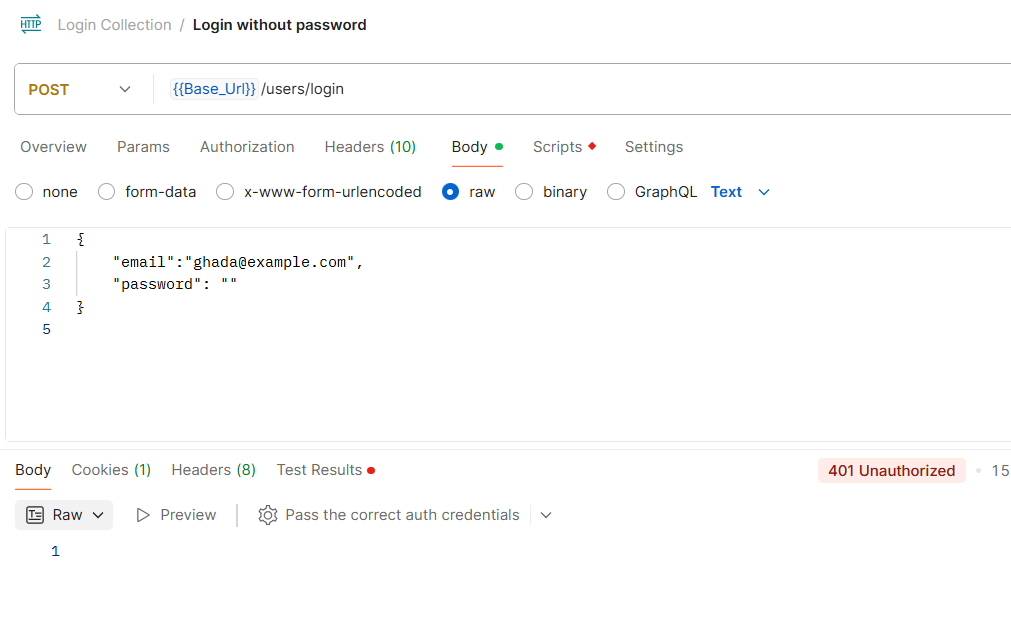 HTTP Login Collection / Login without password
POST {{Base_Url}} /users/login
Overview Params Authorization Headers (10) Body Scripts Settings
none form-data x-www-form-urlencoded raw binary GraphQL Text
1 {
2 "email":"ghada@example.com",
3 "password": ""
4 }
5
Body Cookies (1) Headers (8) Test Results 401 Unauthorized 15
Raw Preview Pass the correct auth credentials
1